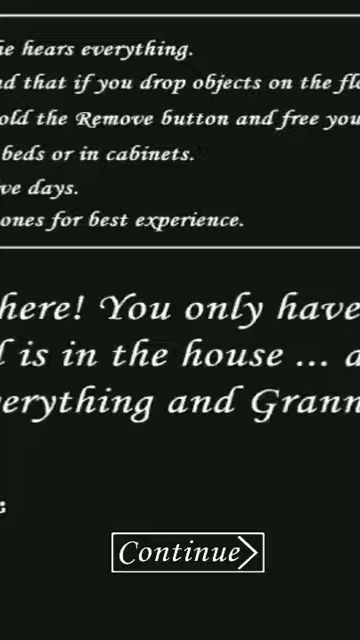 he hears everything.
nd that if you drop objects on the flo
old the Remove button and free you
beds or in cabinets.
ve days.
ones for best experience.
here! You only have
is in the house ... a
erything and Grann
Continue